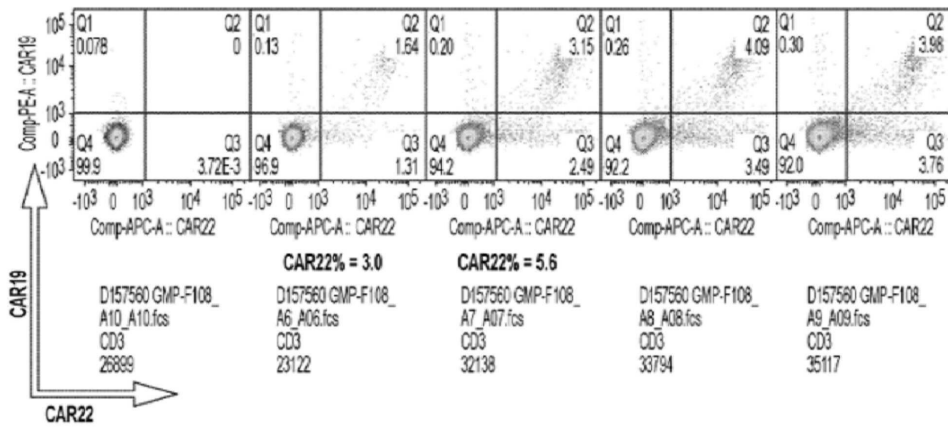 Comp-PE-A :: CAR19
10⁵
10⁴
10³
0
-10³
Q1
0.078
Q2
0
Q4
99.9
Q3
3.72E-3
Q1
0.13
Q2
1.64
Q4
96.9
Q3
1.31
Q1
0.20
Q2
3.15
Q4
94.2
Q3
2.49
Q1
0.26
Q2
4.09
Q4
92.2
Q3
3.49
Q1
0.30
Q2
3.98
Q4
92.0
Q3
3.76
-10³ 0 10³ 10⁴ 10⁵
-10³ 0 10³ 10⁴ 10⁵
-10³ 0 10³ 10⁴ 10⁵
-10³ 0 10³ 10⁴ 10⁵
-10³ 0 10³ 10⁴ 10⁵
Comp-APC-A :: CAR22
Comp-APC-A :: CAR22
Comp-APC-A :: CAR22
Comp-APC-A :: CAR22
Comp-APC-A :: CAR22
CAR22% = 3.0
CAR22% = 5.6
D157560 GMP-F108_
A10_A10.fcs
CD3
26899
D157560 GMP-F108_
A6_A06.fcs
CD3
23122
D157560 GMP-F108_
A7_A07.fcs
CD3
32138
D157560 GMP-F108_
A8_A08.fcs
CD3
33794
D157560 GMP-F108_
A9_A09.fcs
CD3
35117
CAR19
CAR22